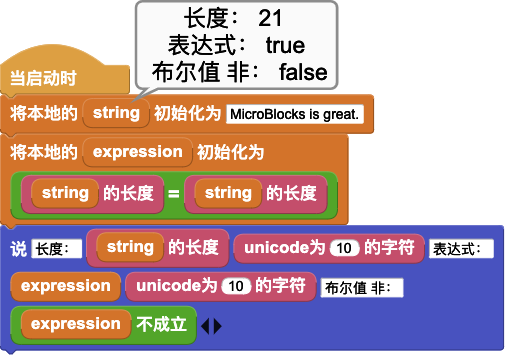 长度： 21
表达式： true
布尔值 非： false
当启动时
将本地的 string 初始化为 MicroBlocks is great.
将本地的 expression 初始化为
string 的长度 = string 的长度
说 长度： string 的长度 unicode为 10 的字符 表达式：
expression unicode为 10 的字符 布尔值 非：
expression 不成立